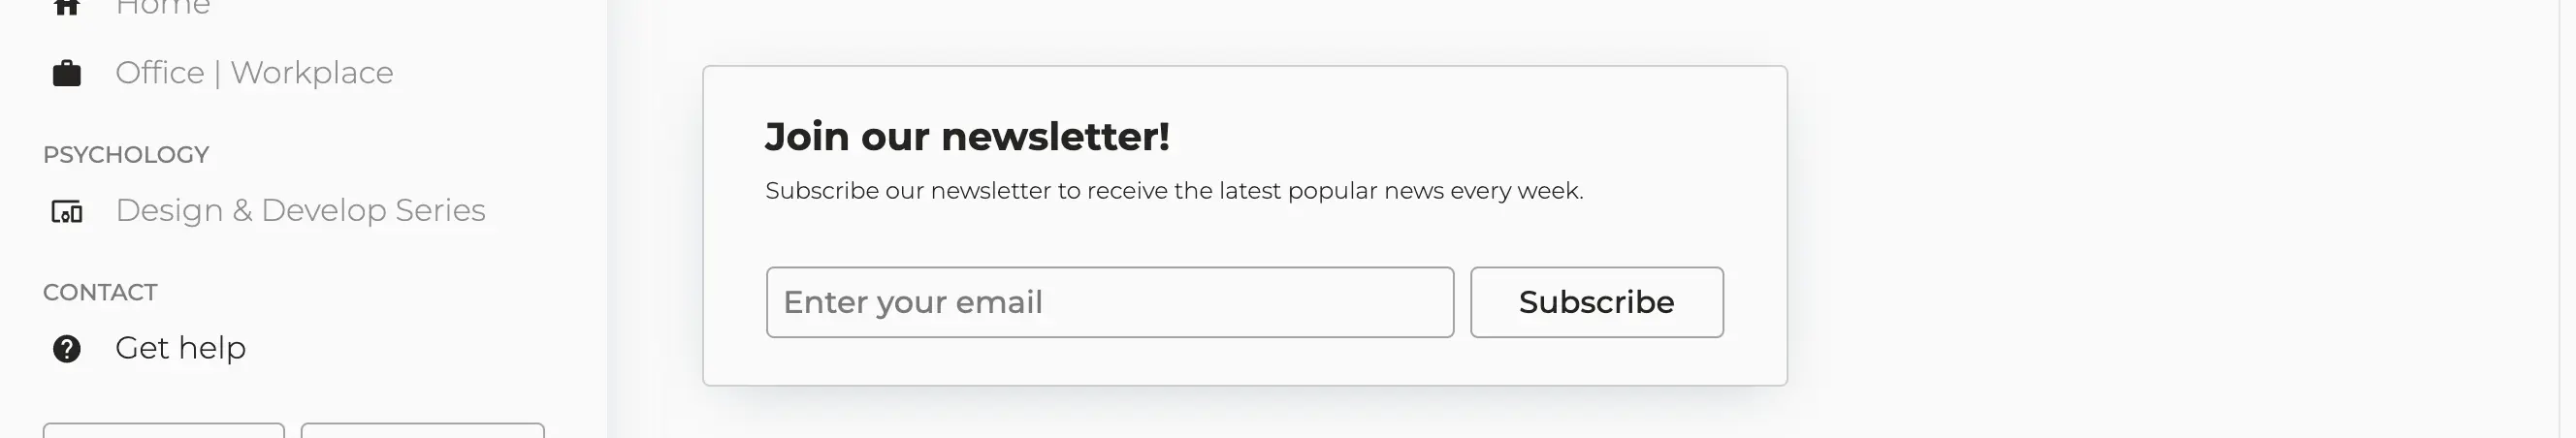 Home
Office | Workplace
PSYCHOLOGY
Design & Develop Series
CONTACT
Get help
Join our newsletter!
Subscribe our newsletter to receive the latest popular news every week.
Enter your email
Subscribe